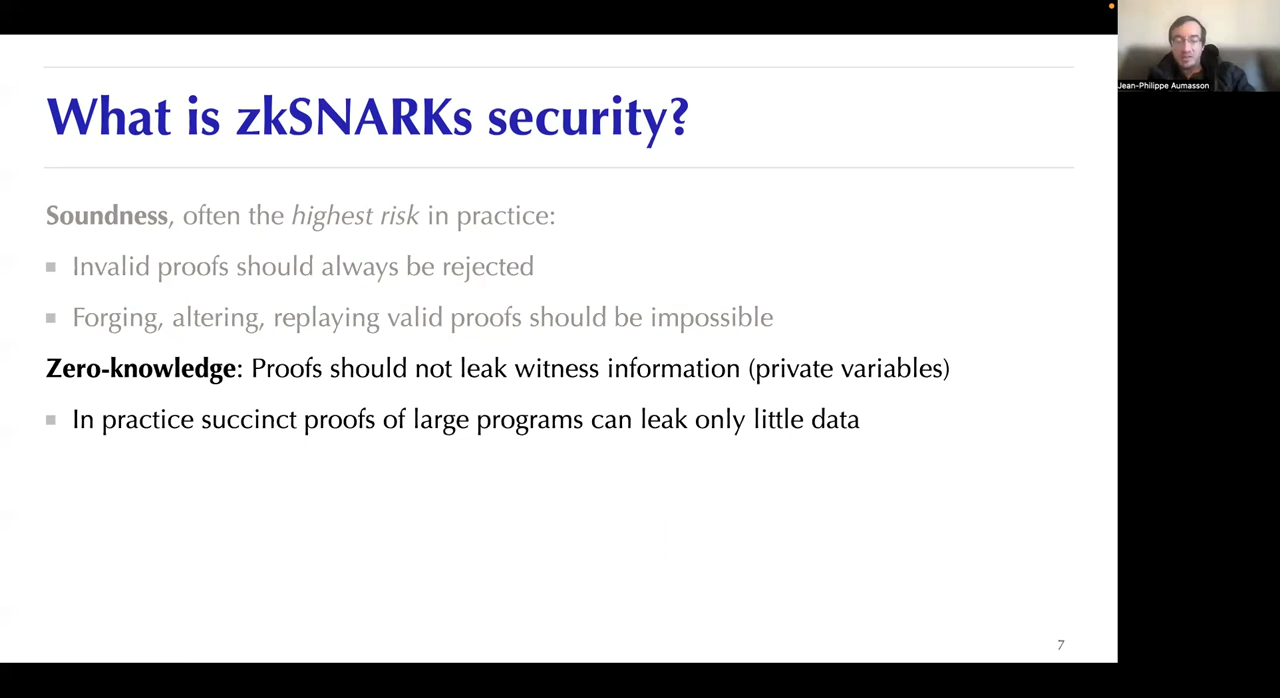 Jean-Philippe Aumasson
What is zkSNARKs security?
Soundness, often the highest risk in practice:
Invalid proofs should always be rejected
Forging, altering, replaying valid proofs should be impossible
Zero-knowledge: Proofs should not leak witness information (private variables)
In practice succinct proofs of large programs can leak only little data
7